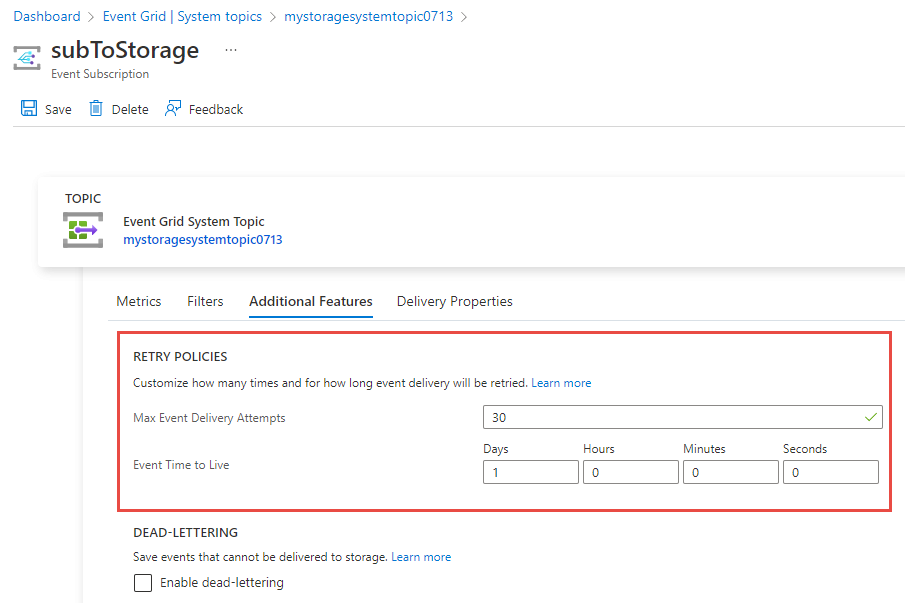 Dashboard > Event Grid | System topics > mystoragesystemtopic0713 >
subToStorage ...
Event Subscription
Save Delete Feedback
TOPIC
Event Grid System Topic
mystoragesystemtopic0713
Metrics Filters Additional Features Delivery Properties
RETRY POLICIES
Customize how many times and for how long event delivery will be retried. Learn more
Max Event Delivery Attempts 30
Days Hours Minutes Seconds
Event Time to Live 1 0 0 0
DEAD-LETTERING
Save events that cannot be delivered to storage. Learn more
Enable dead-lettering